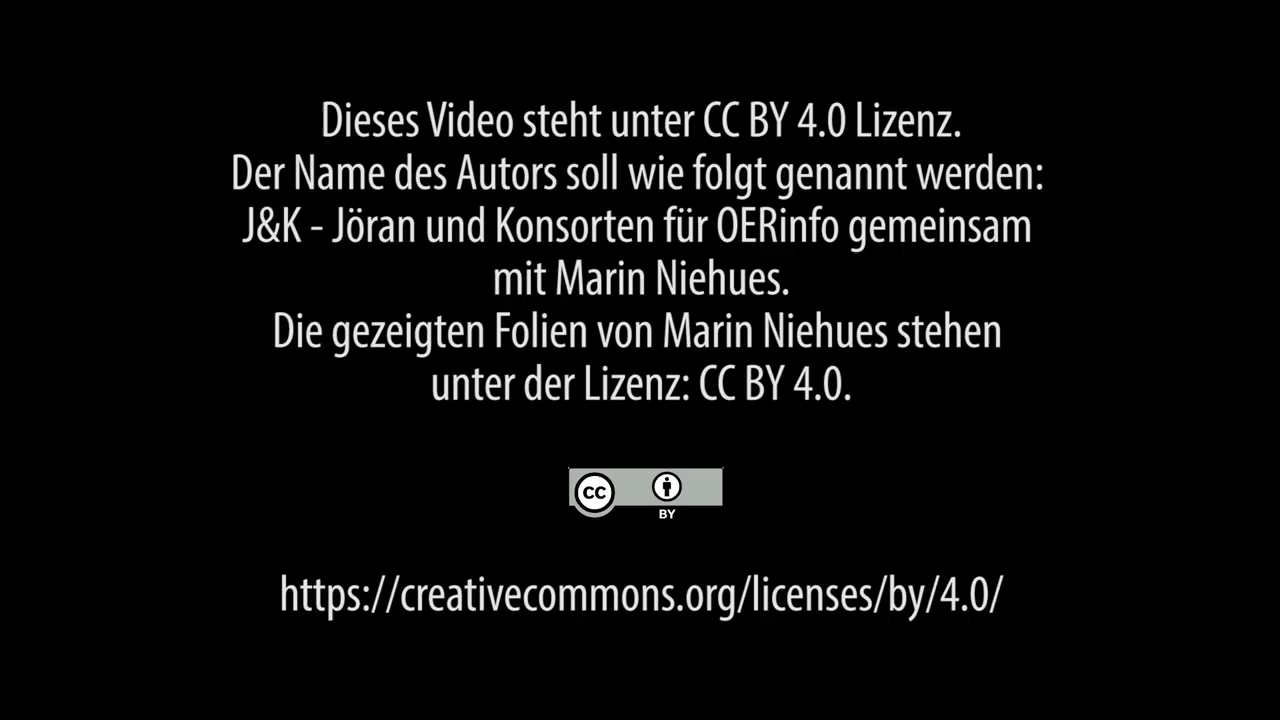 Dieses Video steht unter CC BY 4.0 Lizenz.
Der Name des Autors soll wie folgt genannt werden:
J&K - Jöran und Konsorten für OERinfo gemeinsam
mit Marin Niehues.
Die gezeigten Folien von Marin Niehues stehen
unter der Lizenz: CC BY 4.0.
CC
BY
https://creativecommons.org/licenses/by/4.0/